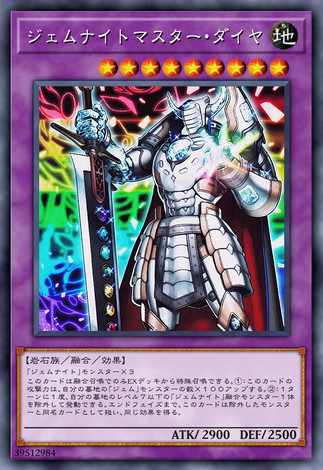 ジェムナイトマスター・ダイヤ
地
【岩石族／融合／効果】
「ジェムナイト」モンスター×３
このカードは融合召喚でのみEXデッキから特殊召喚できる。①：このカードの
攻撃力は、自分の墓地の「ジェム」モンスターの数×１００アップする。②：１タ
ーンに１度、自分の墓地のレベル７以下の「ジェムナイト」融合モンスター１体
を除外して発動できる。エンドフェイズまで、このカードは除外したモンスタ
ーと同名カードとして扱い、同じ効果を得る。
ATK/ 2900 DEF/2500
39512984